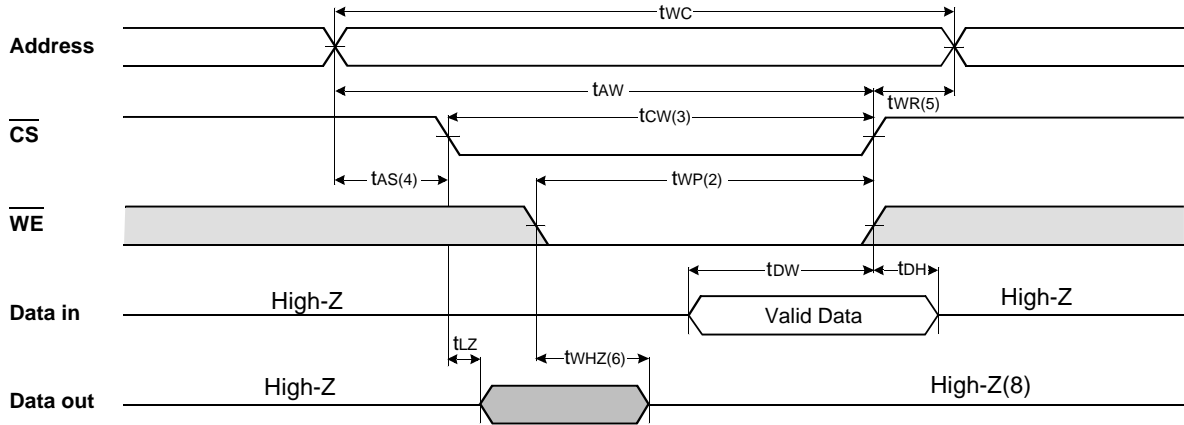 tWC
Address
tAW
tWR(5)
CS
tCW(3)
tAS(4)
tWP(2)
WE
tDW
tDH
Data in
High-Z
Valid Data
High-Z
tLZ
tWHZ(6)
Data out
High-Z
High-Z(8)